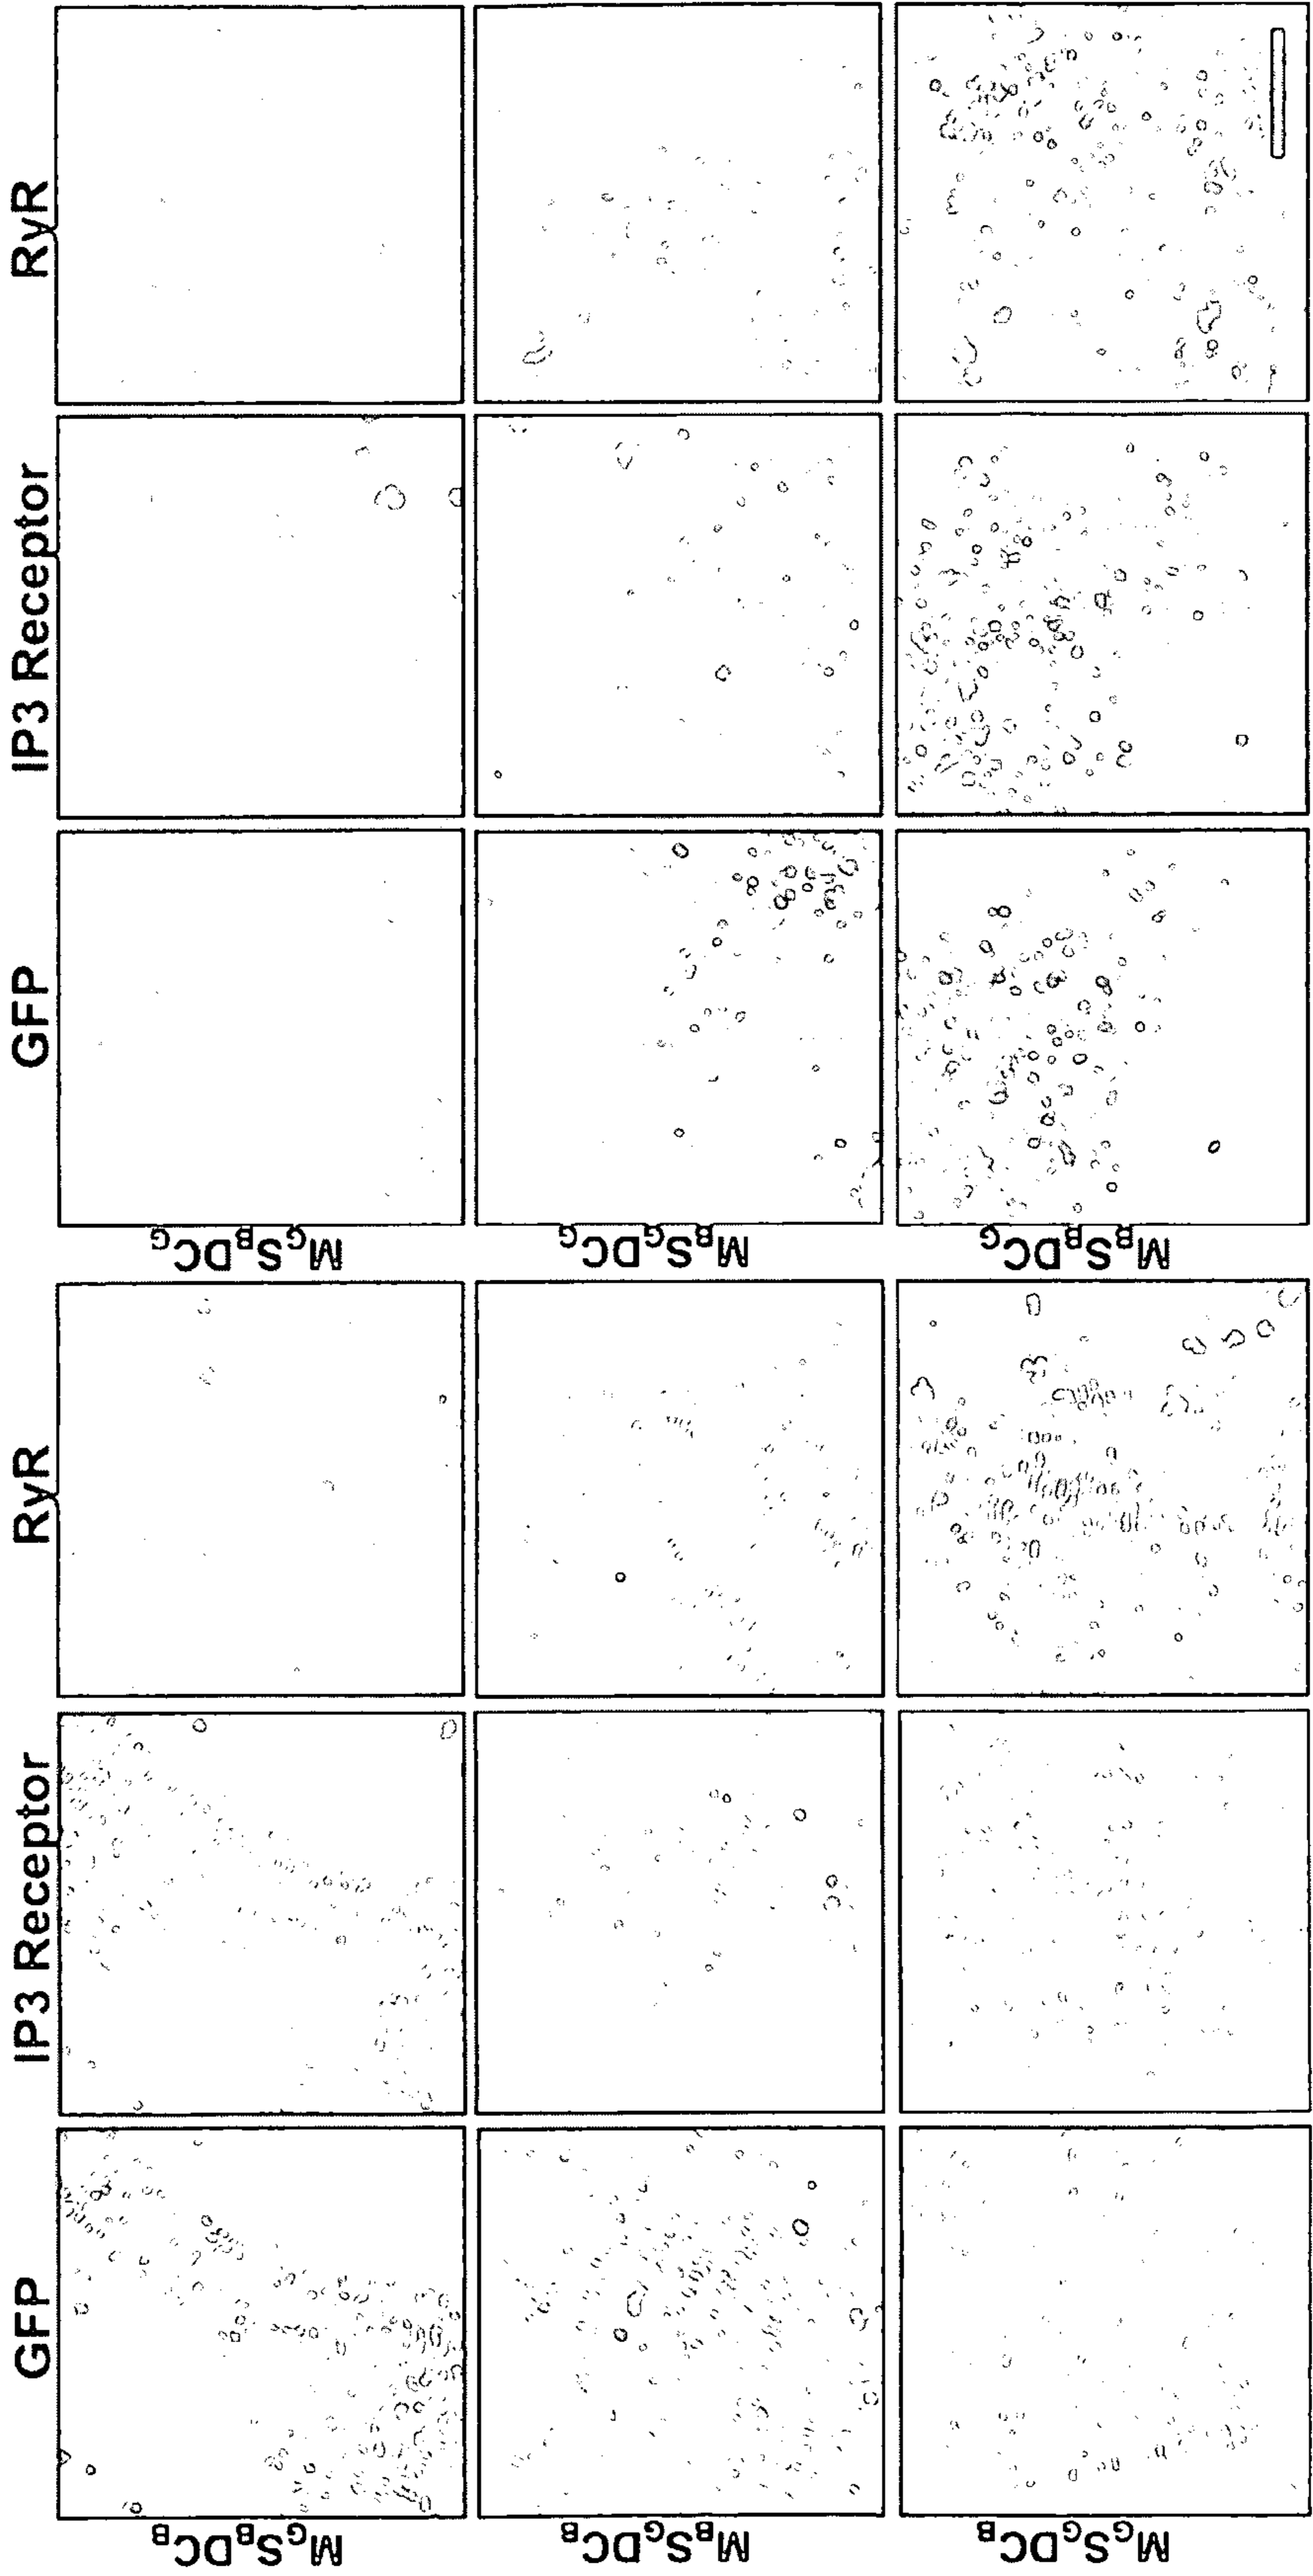 GFP IP3 Receptor RyR GFP IP3 Receptor RyR
MGSBDCB MGSBDCG
MBSGDCB MBSGDCG
MGSGDCB MBSBDCG